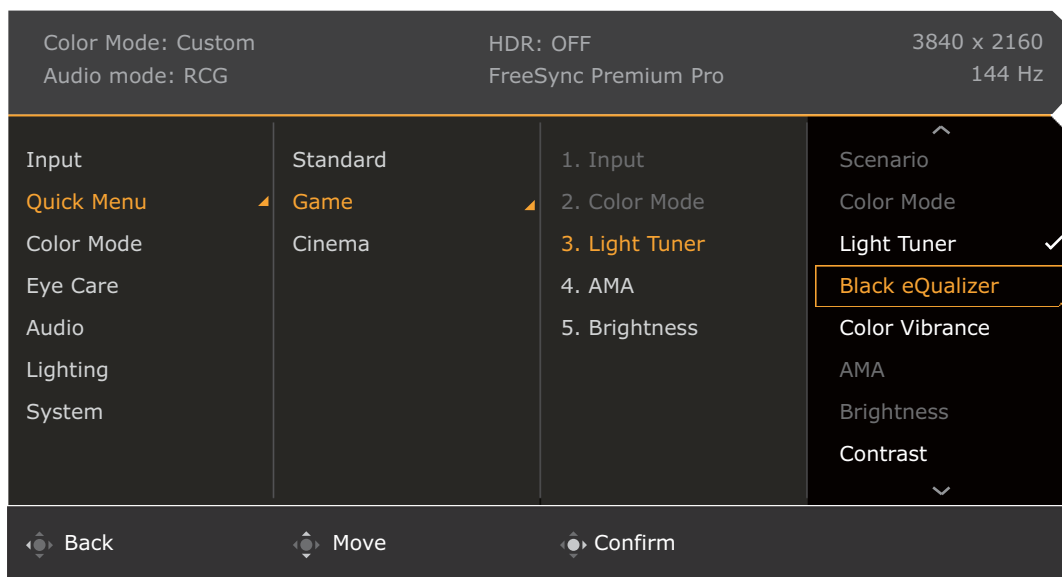 Color Mode: Custom
HDR: OFF
3840 x 2160
Audio mode: RCG
FreeSync Premium Pro
144 Hz
Input
Quick Menu
Color Mode
Eye Care
Audio
Lighting
System
Standard
Game
Cinema
1. Input
2. Color Mode
3. Light Tuner
4. AMA
5. Brightness
Scenario
Color Mode
Light Tuner
Black eQualizer
Color Vibrance
AMA
Brightness
Contrast
Back
Move
Confirm